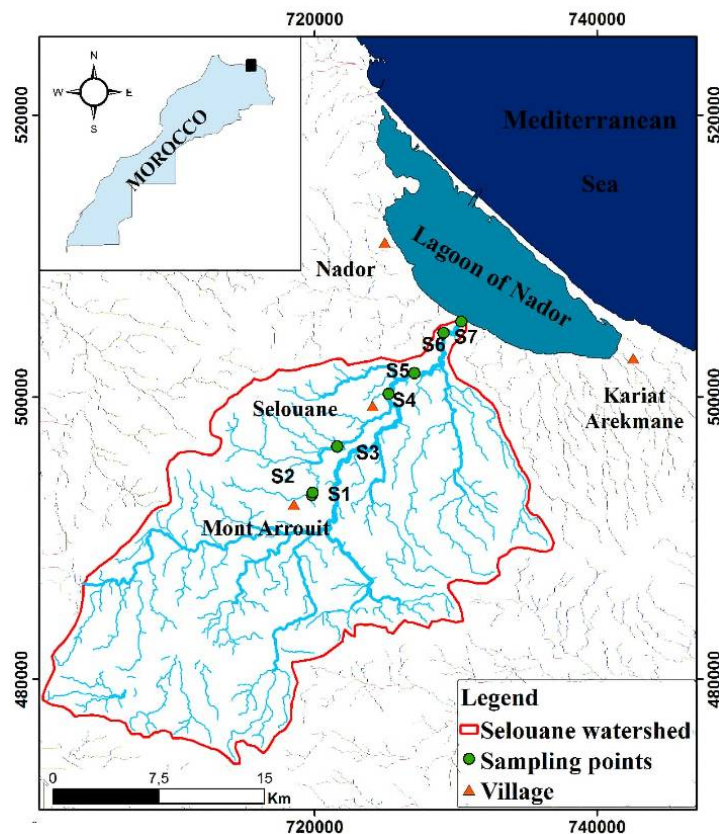 720000
740000
N
W
E
S
MOROCCO
520000
520000
Mediterranean
Sea
Lagoon of Nador
Nador
S7
S6
S5
Kariat
Arekmane
S4
Selouane
500000
500000
S3
S2
S1
Mont Arrouit
480000
480000
Legend
Selouane watershed
Sampling points
Village
0
7,5
15
Km
720000
740000